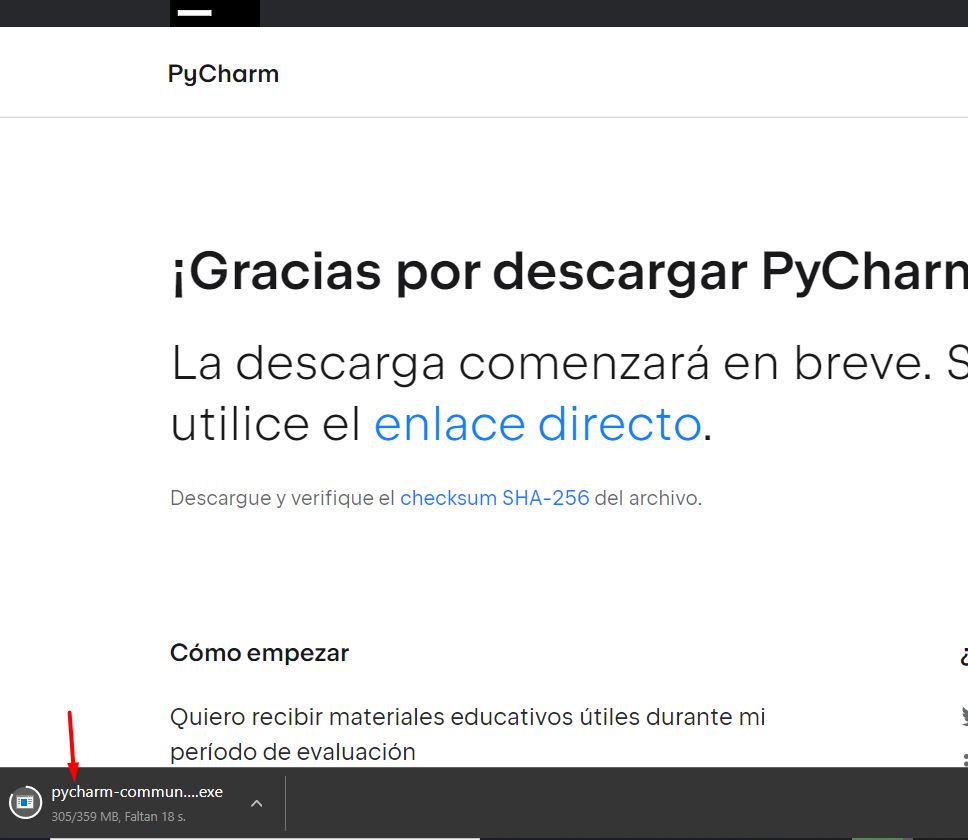 PyCharm
¡Gracias por descargar PyCharm
La descarga comenzará en breve. S
utilice el enlace directo.
Descargue y verifique el checksum SHA-256 del archivo.
Cómo empezar
¿
Quiero recibir materiales educativos útiles durante mi
período de evaluación
pycharm-commun....exe
305/359 MB, Faltan 18 s.